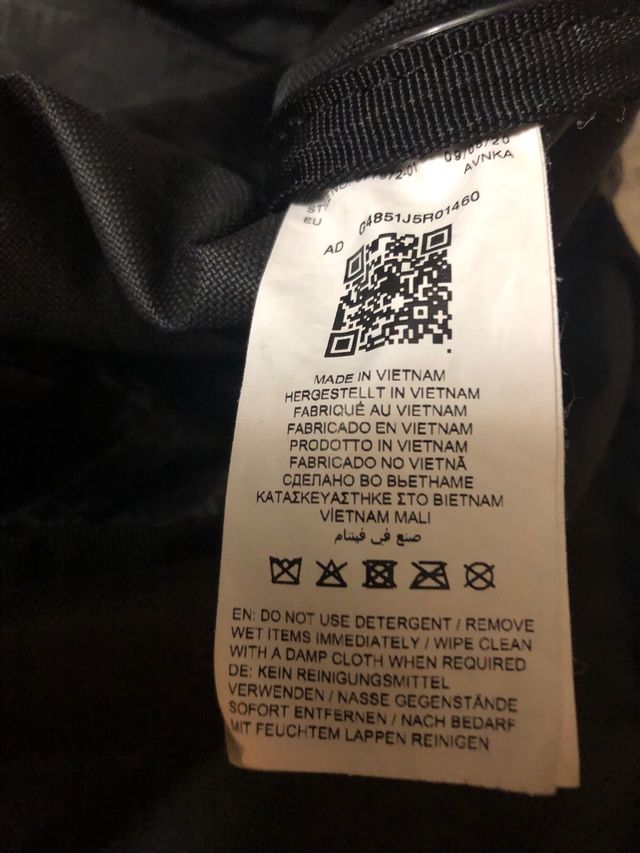 09/06/20
EU AVNKA
AD G4851J5R01460
MADE IN VIETNAM
HERGESTELLT IN VIETNAM
FABRIQUÉ AU VIETNAM
FABRICADO EN VIETNAM
PRODOTTO IN VIETNAM
FABRICADO NO VIETNÃ
СДЕЛАНО ВО ВЬЕТНАМЕ
ΚΑΤΑΣΚΕΥΑΣΤΗΚΕ ΣΤΟ ΒΙΕΤΝΑΜ
VİETNAM MALI
صنع في فيتنام
EN: DO NOT USE DETERGENT / REMOVE
WET ITEMS IMMEDIATELY / WIPE CLEAN
WITH A DAMP CLOTH WHEN REQUIRED
DE: KEIN REINIGUNGSMITTEL
VERWENDEN / NASSE GEGENSTÄNDE
SOFORT ENTFERNEN / NACH BEDARF
MIT FEUCHTEM LAPPEN REINIGEN